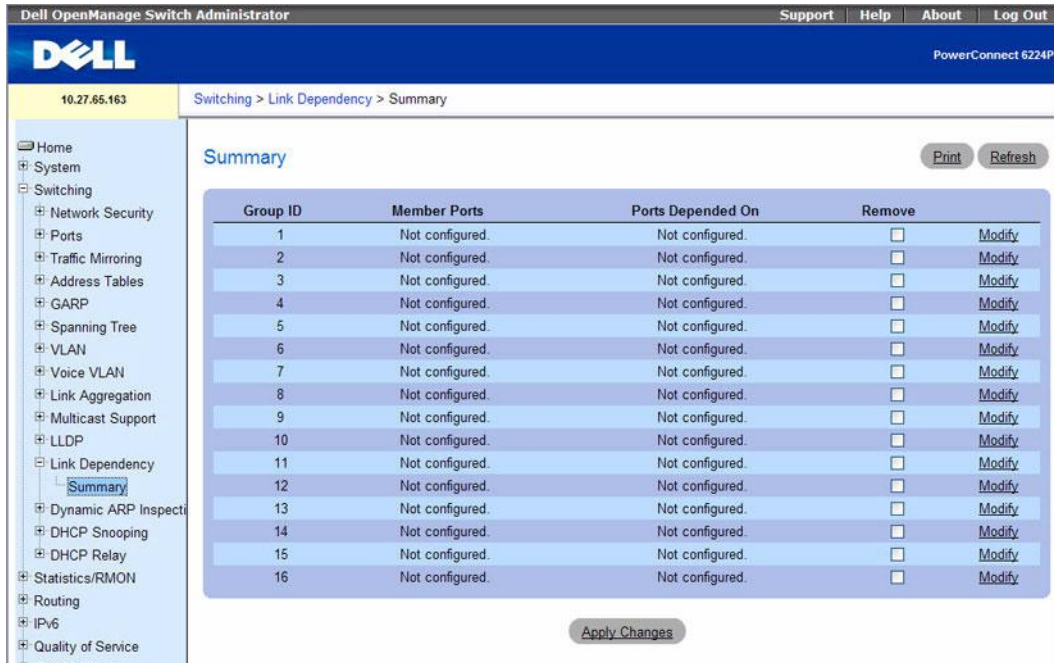 Dell OpenManage Switch Administrator
Support Help About Log Out
DELL
PowerConnect 6224P
10.27.65.163
Switching > Link Dependency > Summary
Home
System
Switching
Network Security
Ports
Traffic Mirroring
Address Tables
GARP
Spanning Tree
VLAN
Voice VLAN
Link Aggregation
Multicast Support
LLDP
Link Dependency
Summary
Dynamic ARP Inspecti
DHCP Snooping
DHCP Relay
Statistics/RMON
Routing
IPv6
Quality of Service
Summary
Print Refresh
Group ID Member Ports Ports Depended On Remove
1 Not configured. Not configured. Modify
2 Not configured. Not configured. Modify
3 Not configured. Not configured. Modify
4 Not configured. Not configured. Modify
5 Not configured. Not configured. Modify
6 Not configured. Not configured. Modify
7 Not configured. Not configured. Modify
8 Not configured. Not configured. Modify
9 Not configured. Not configured. Modify
10 Not configured. Not configured. Modify
11 Not configured. Not configured. Modify
12 Not configured. Not configured. Modify
13 Not configured. Not configured. Modify
14 Not configured. Not configured. Modify
15 Not configured. Not configured. Modify
16 Not configured. Not configured. Modify
Apply Changes